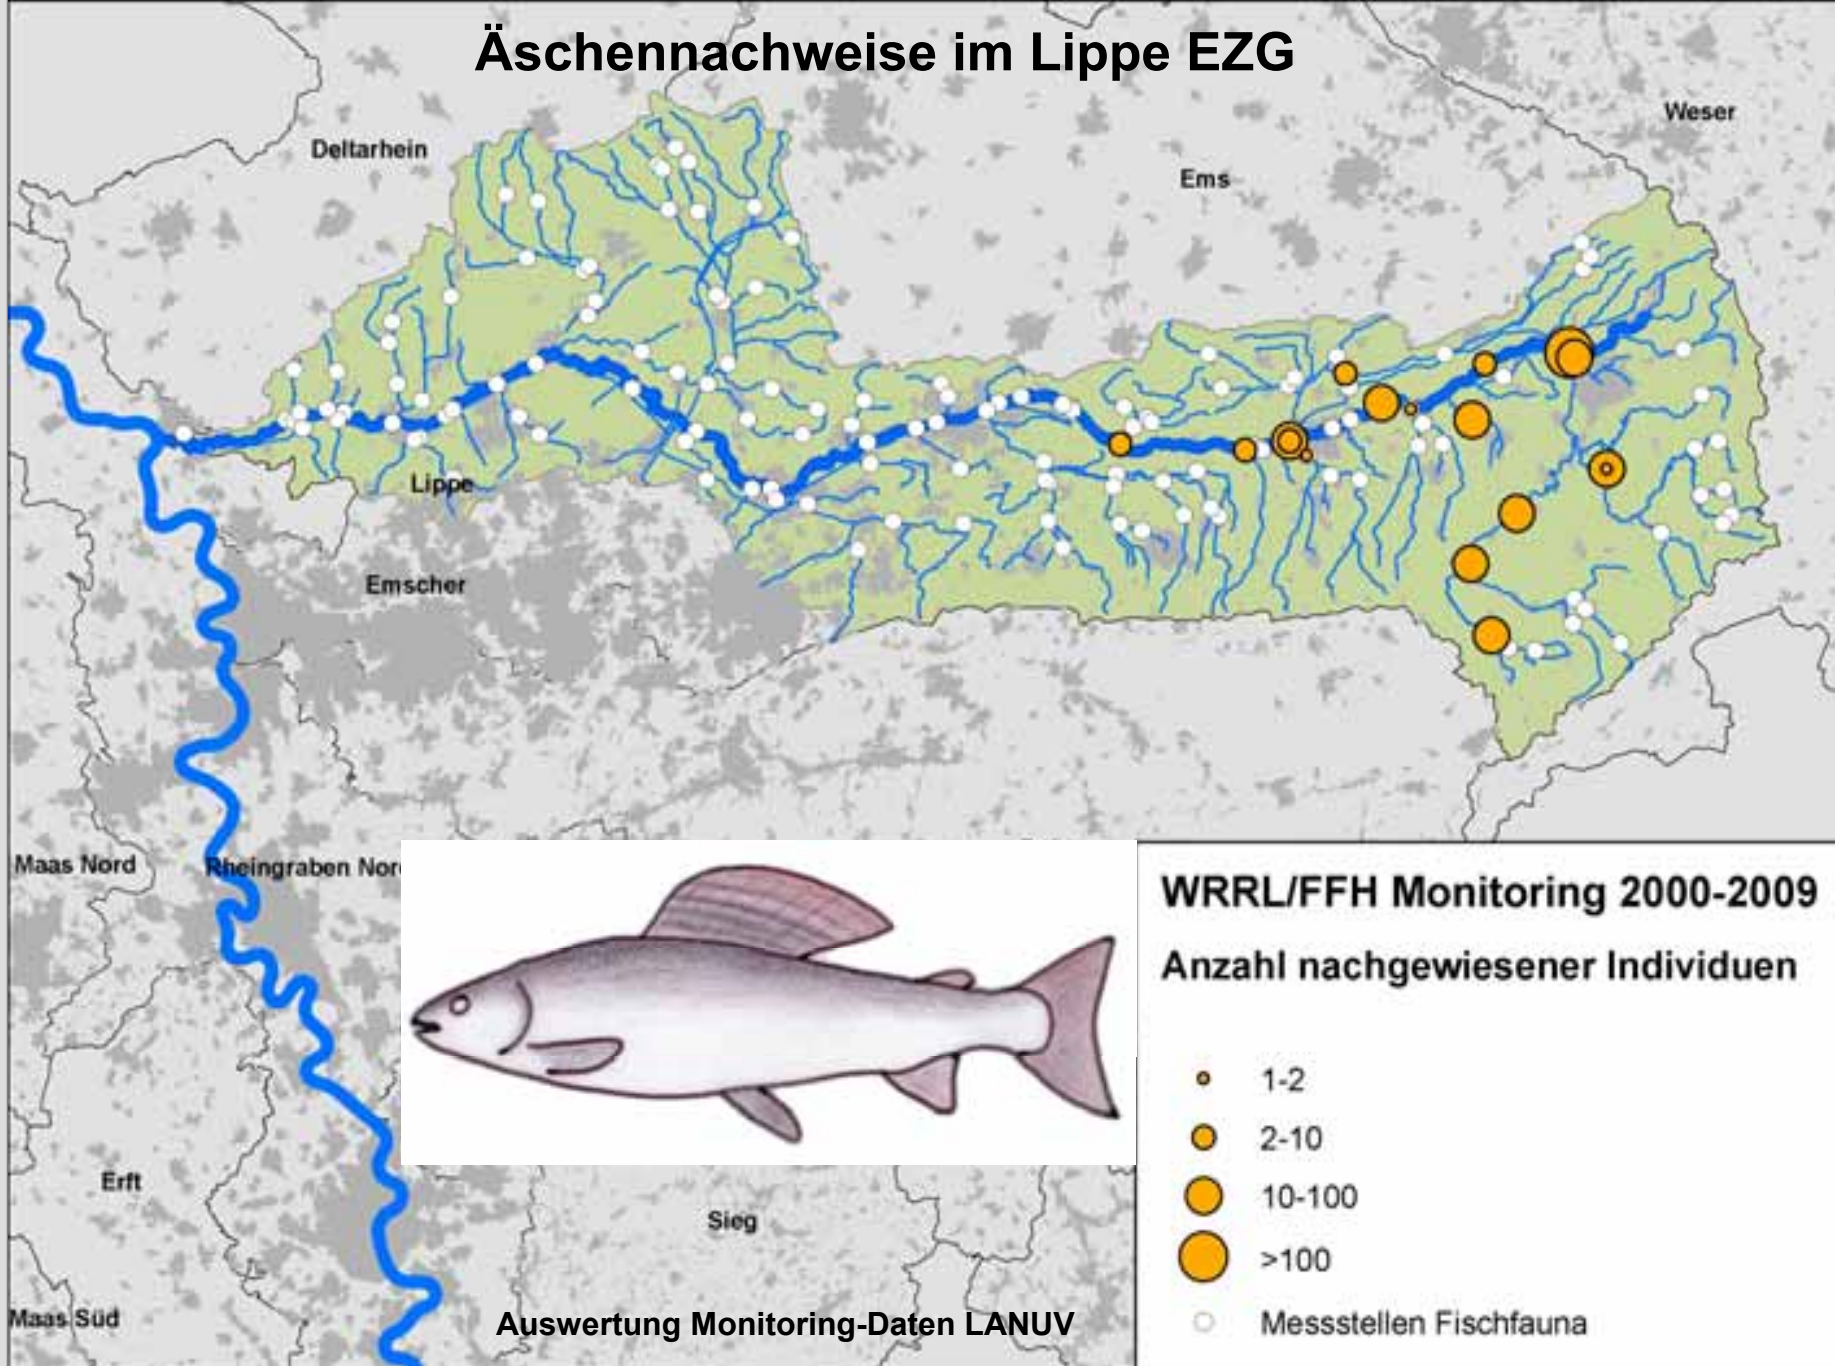 Äschennachweise im Lippe EZG
Weser
Deltarhein
Ems
Lippe
Emscher
Maas Nord
Rheingraben Nor
WRRL/FFH Monitoring 2000-2009
Anzahl nachgewiesener Individuen
1-2
2-10
10-100
>100
Messstellen Fischfauna
Erft
Sieg
Maas Süd
Auswertung Monitoring-Daten LANUV